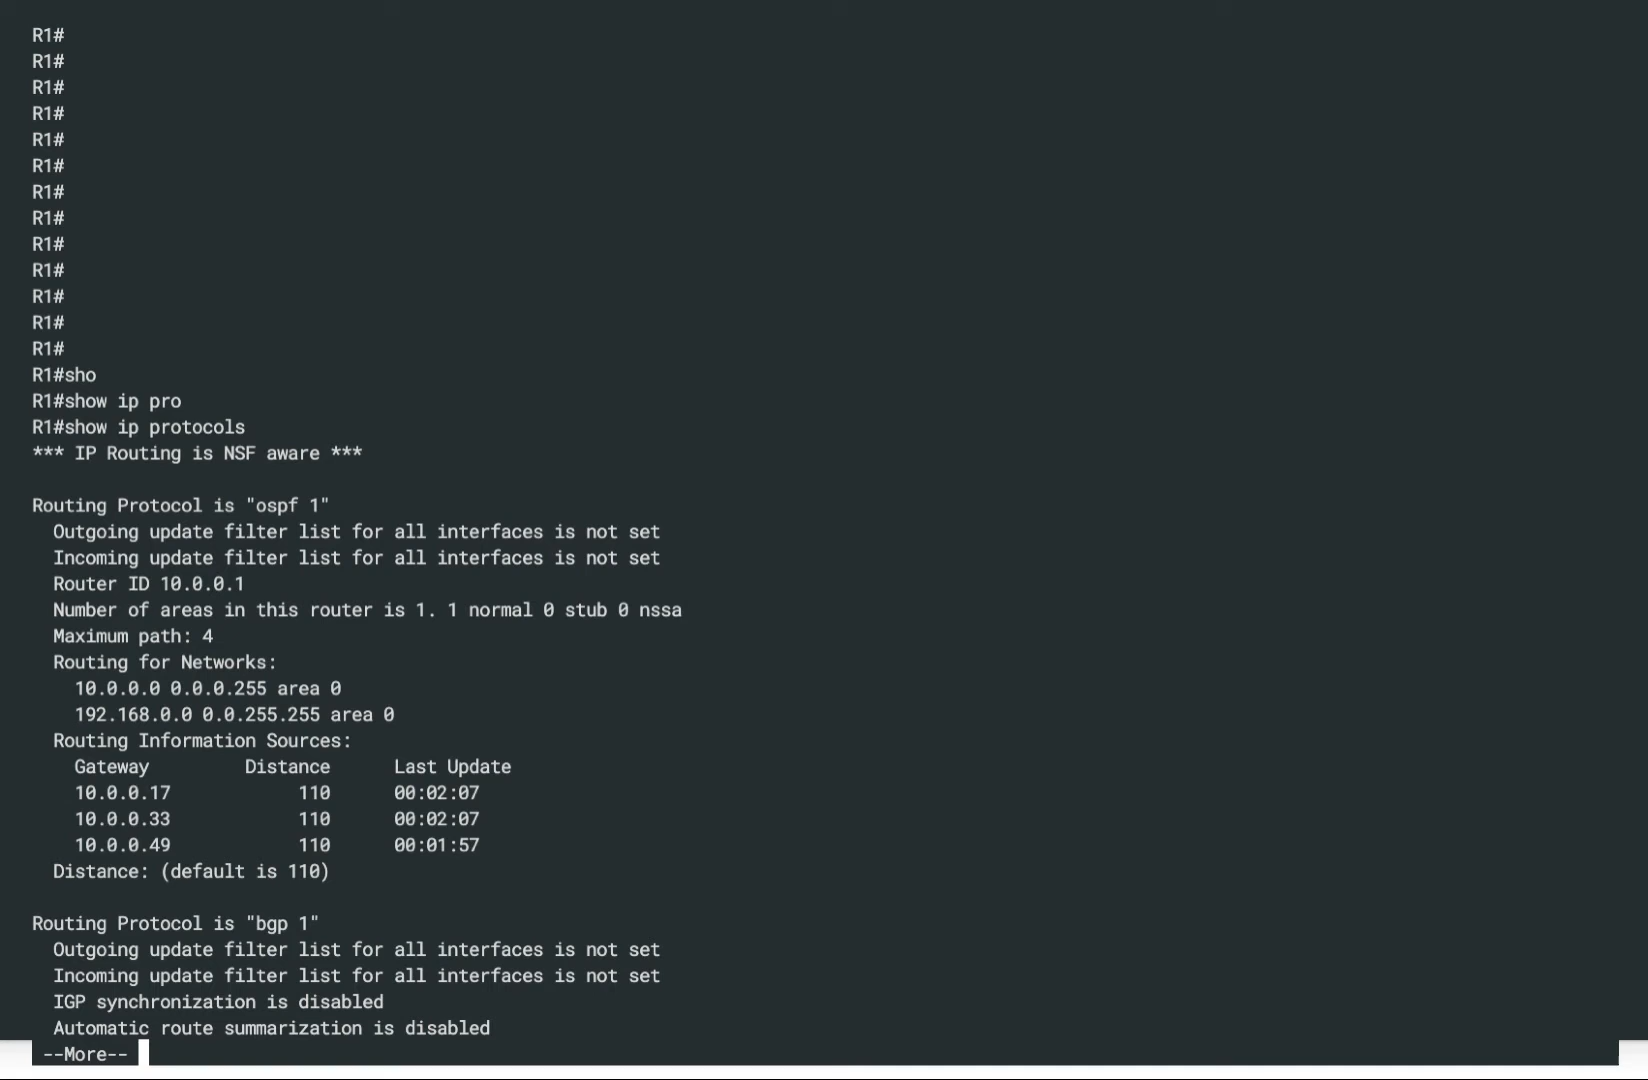 R1#
R1#
R1#
R1#
R1#
R1#
R1#
R1#
R1#
R1#
R1#
R1#
R1#
R1#sho
R1#show ip pro
R1#show ip protocols
*** IP Routing is NSF aware ***

Routing Protocol is "ospf 1"
  Outgoing update filter list for all interfaces is not set
  Incoming update filter list for all interfaces is not set
  Router ID 10.0.0.1
  Number of areas in this router is 1. 1 normal 0 stub 0 nssa
  Maximum path: 4
  Routing for Networks:
    10.0.0.0 0.0.0.255 area 0
    192.168.0.0 0.0.255.255 area 0
  Routing Information Sources:
    Gateway         Distance      Last Update
    10.0.0.17            110      00:02:07
    10.0.0.33            110      00:02:07
    10.0.0.49            110      00:01:57
  Distance: (default is 110)

Routing Protocol is "bgp 1"
  Outgoing update filter list for all interfaces is not set
  Incoming update filter list for all interfaces is not set
  IGP synchronization is disabled
  Automatic route summarization is disabled
 --More--